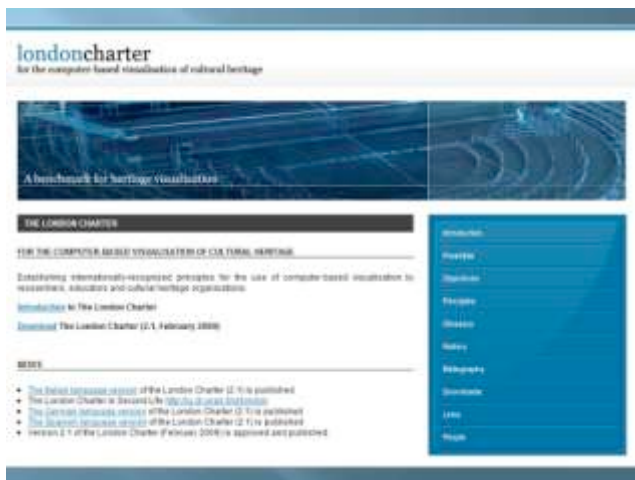 londoncharter
for the computer-based visualisation of cultural heritage
A benchmark for heritage visualisation
THE LONDON CHARTER
FOR THE COMPUTER-BASED VISUALISATION OF CULTURAL HERITAGE
Establishing internationally-recognised principles for the use of computer-based visualisation by
researchers, educators and cultural heritage organisations.
Introduction to The London Charter
Download The London Charter (2.1, February 2009)
NEWS
The Italian language version of the London Charter (2.1) is published
The London Charter in Second Life
The German language version of the London Charter (2.1) is published
The Spanish language version of the London Charter (2.1) is published
Version 2.1 of the London Charter (February 2009) is approved and published.
Introduction
Preamble
Objectives
Principles
Glossary
History
Bibliography
Downloads
Links
People